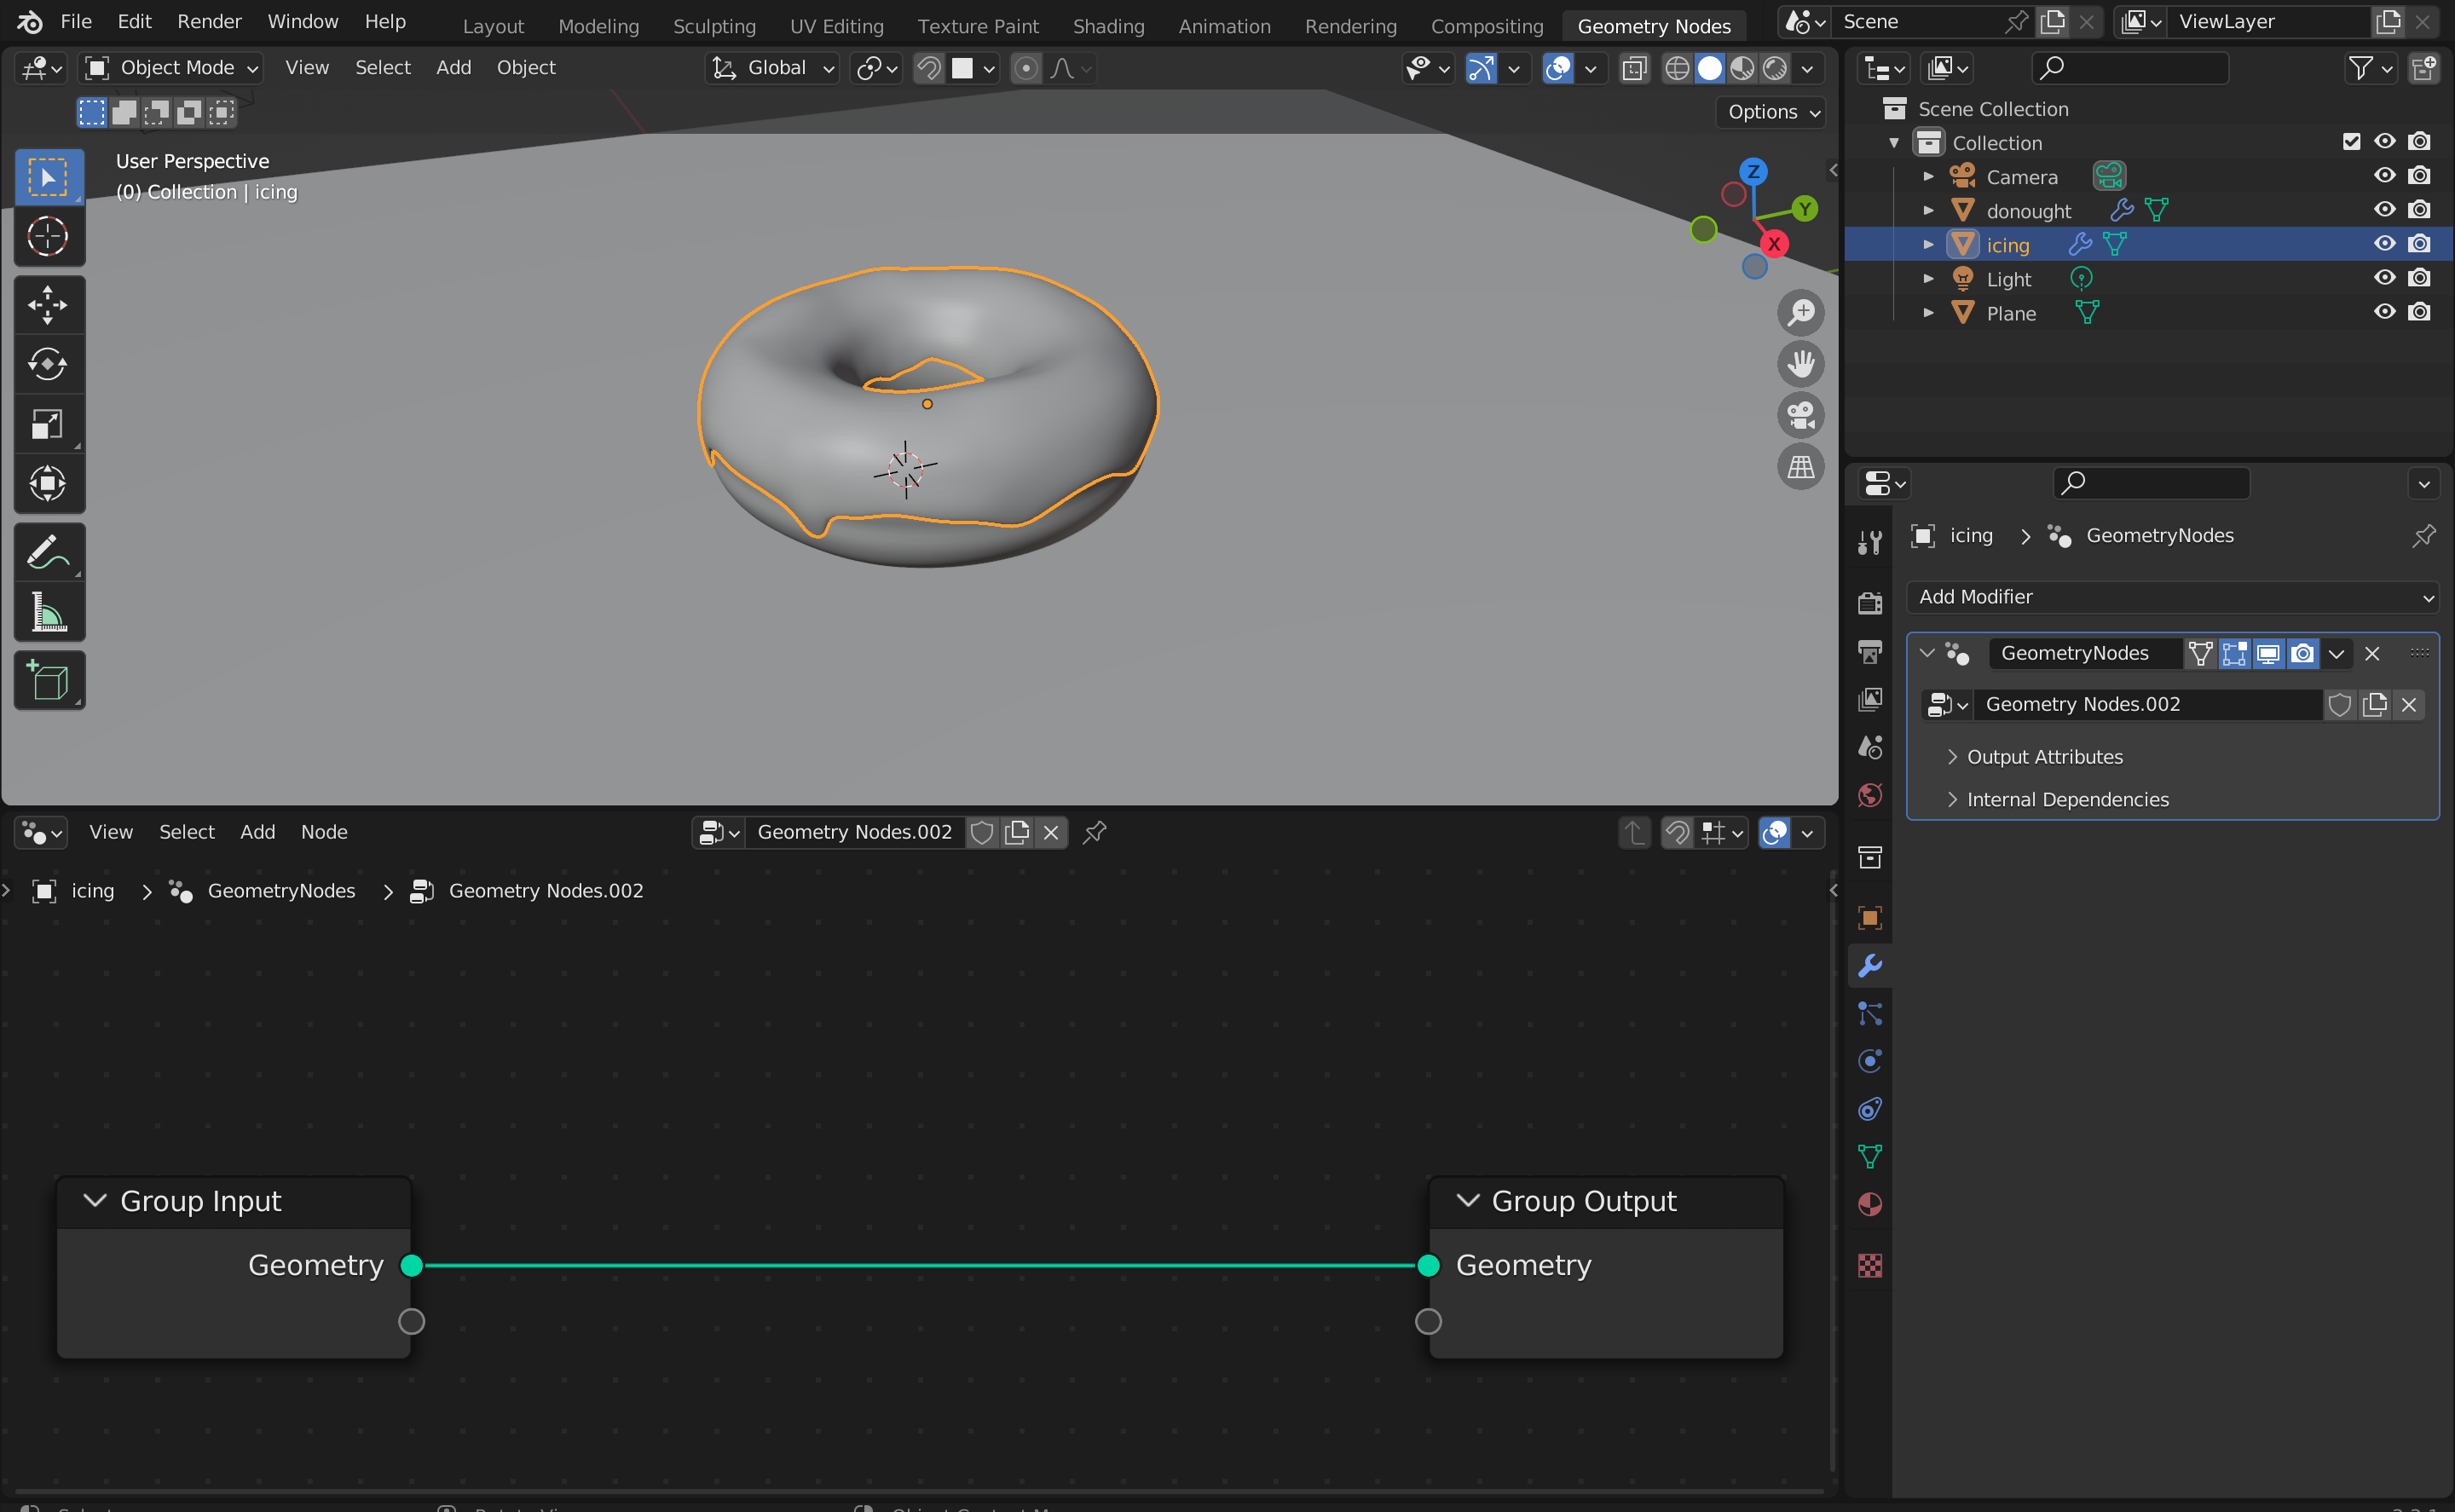 File Edit Render Window Help Layout Modeling Sculpting UV Editing Texture Paint Shading Animation Rendering Compositing Geometry Nodes Scene ViewLayer
Object Mode View Select Add Object Global
Options
User Perspective
(0) Collection | icing
Z
Y
X
Scene Collection
Collection
Camera
donought
icing
Light
Plane
icing GeometryNodes
Add Modifier
GeometryNodes
Geometry Nodes.002
Output Attributes
Internal Dependencies
View Select Add Node Geometry Nodes.002
icing GeometryNodes Geometry Nodes.002
Group Input
Geometry
Group Output
Geometry